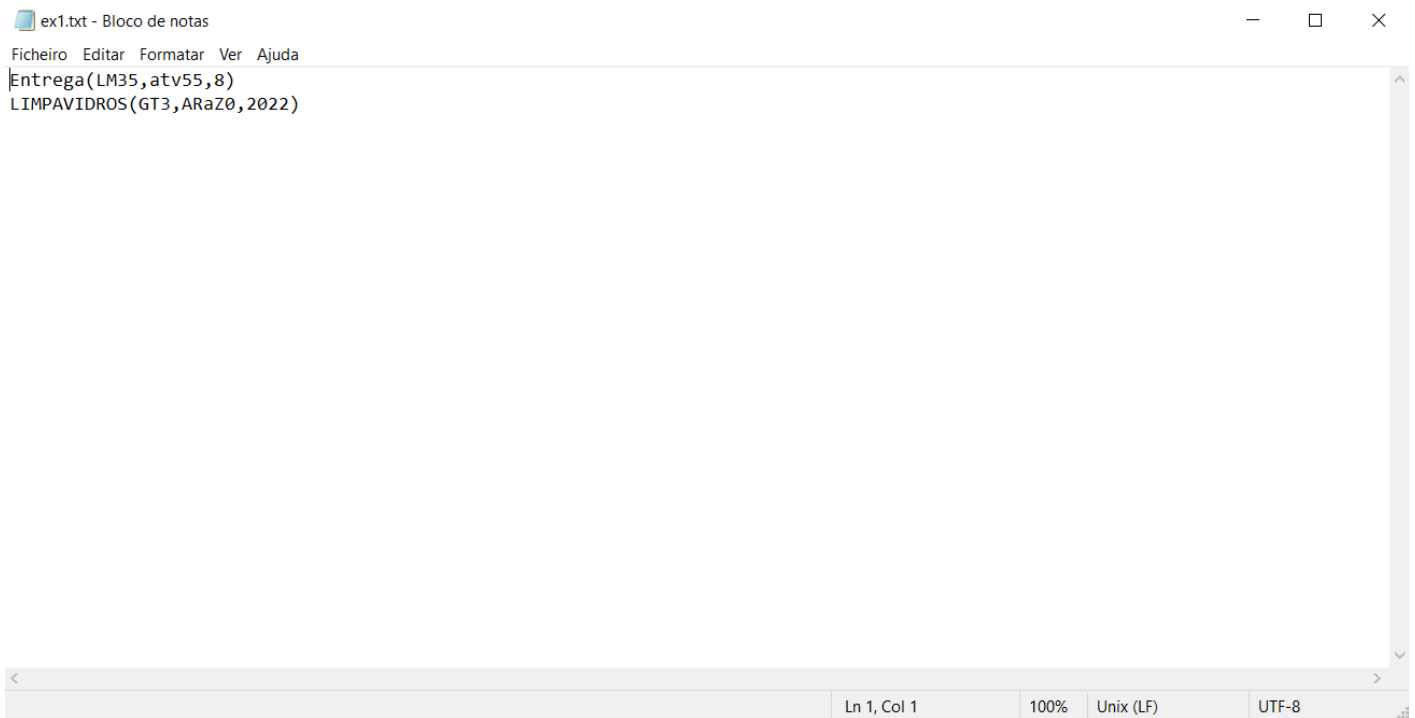 ex1.txt - Bloco de notas
Ficheiro Editar Formatar Ver Ajuda
Entrega(LM35,atv55,8)
LIMPAVIDROS(GT3,ARaZ0,2022)
Ln 1, Col 1 100% Unix (LF) UTF-8